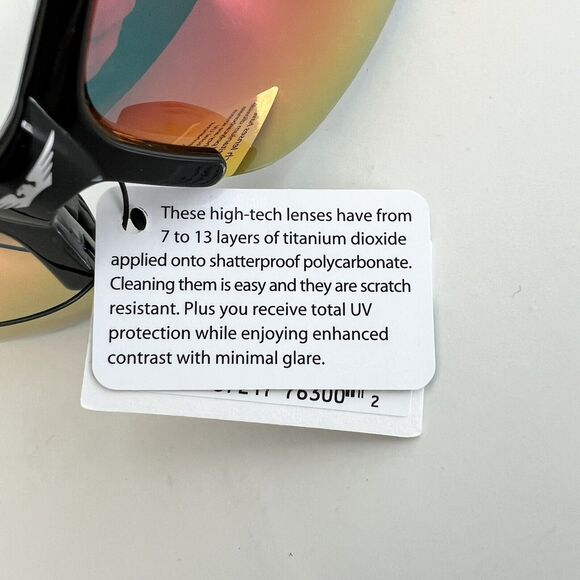 These high-tech lenses have from
7 to 13 layers of titanium dioxide
applied onto shatterproof polycarbonate.
Cleaning them is easy and they are scratch
resistant. Plus you receive total UV
protection while enjoying enhanced
contrast with minimal glare.
76300 2